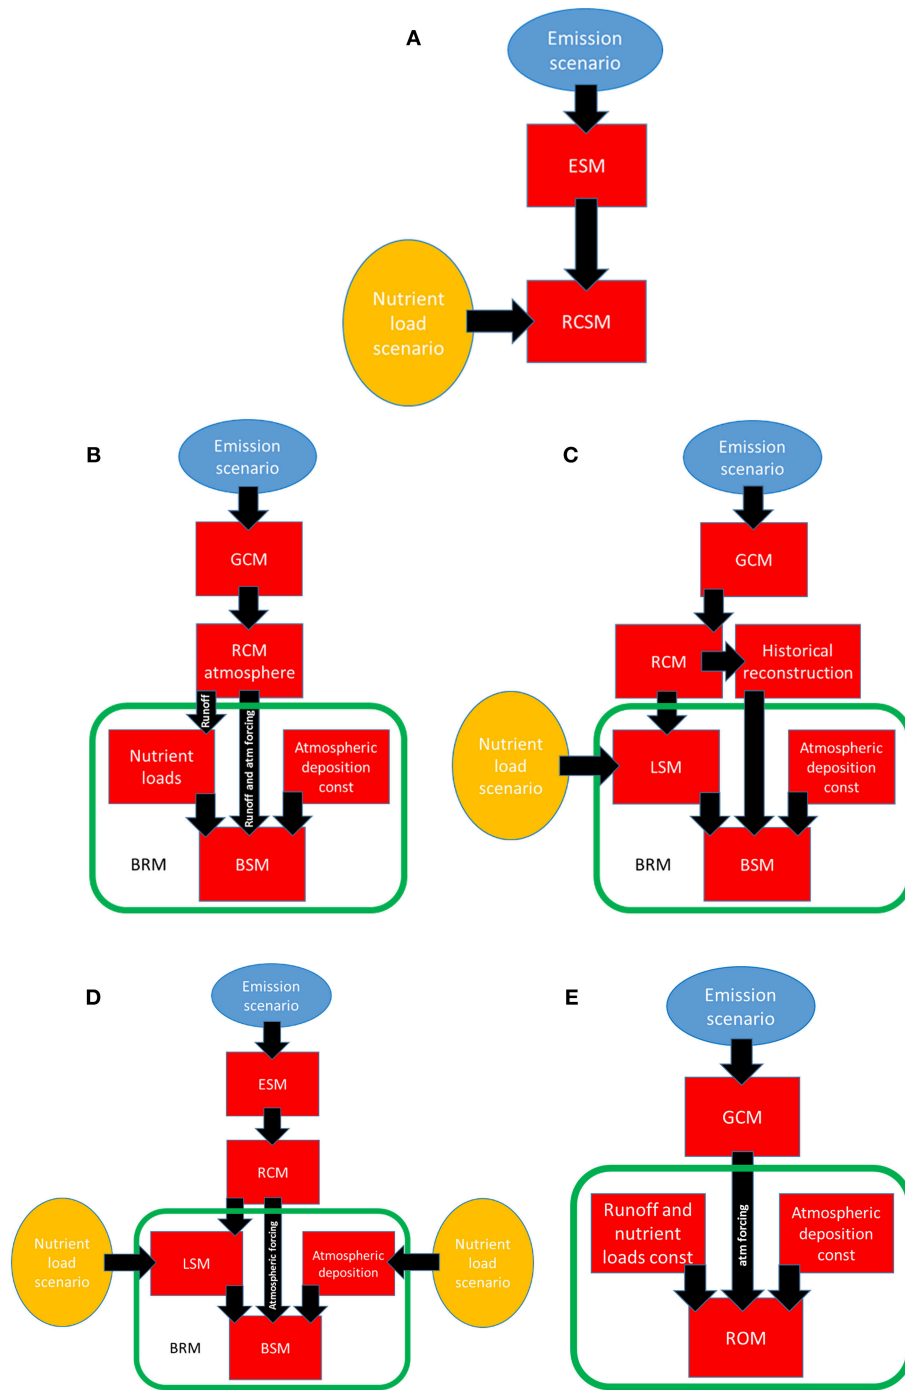 A
Emission
scenario
ESM
Nutrient
load
scenario
RCSM
B
Emission
scenario
GCM
RCM
atmosphere
Runoff
Runoff and atm forcing
Nutrient
loads
Atmospheric
deposition
const
BRM
BSM
C
Emission
scenario
GCM
RCM
Historical
reconstruction
Nutrient
load
scenario
LSM
Atmospheric
deposition
const
BRM
BSM
D
Emission
scenario
ESM
RCM
Nutrient
load
scenario
LSM
Atmospheric forcing
Atmospheric
deposition
Nutrient
load
scenario
BRM
BSM
E
Emission
scenario
GCM
Runoff and
nutrient
loads const
atm forcing
Atmospheric
deposition
const
ROM